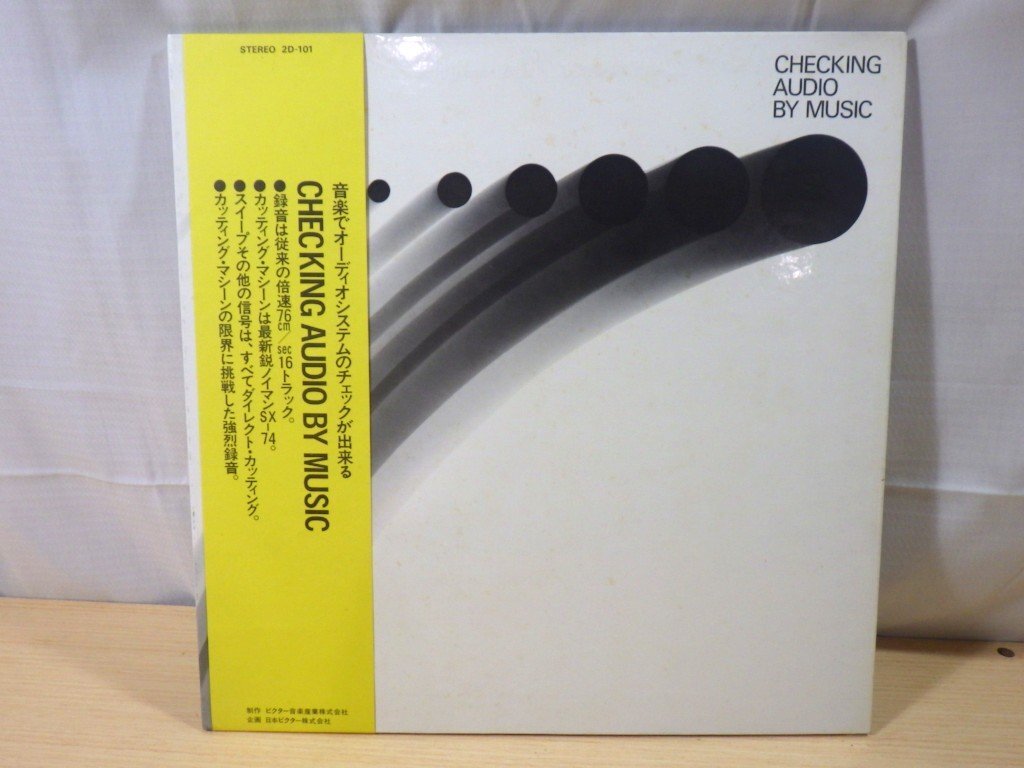 STEREO 2D-101
CHECKING
AUDIO
BY MUSIC
音楽でオーディオシステムのチェックが出来る
CHECKING AUDIO BY MUSIC
●録音は従来の倍速76cm/sec16トラック。
●カッティング・マシーンは最新鋭ノイマンSX-74。
●スイープその他の信号は、すべてダイレクト・カッティング。
●カッティング・マシーンの限界に挑戦した強烈録音。
制作 ビクター音楽産業株式会社
企画 日本ビクター株式会社